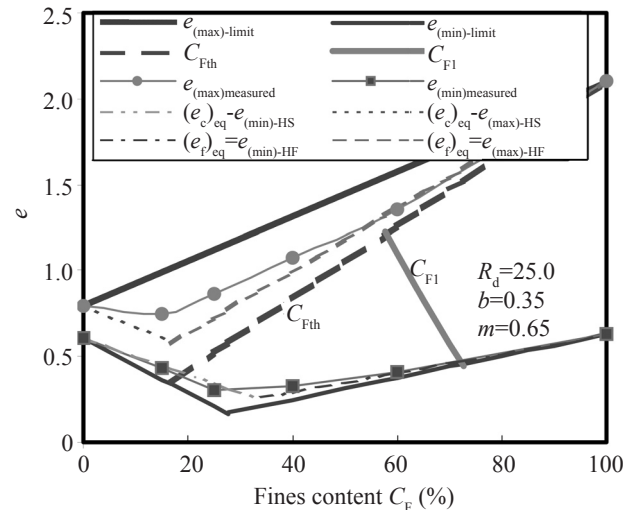 2.5
2.0
1.5
1.0
0.5
0
e
e(max)-limit
e(min)-limit
CFth
CF1
e(max)measured
e(min)measured
(ec)eq-e(min)-HS
(ec)eq=e(max)-HS
(ef)eq=e(min)-HF
(ef)eq=e(max)-HF
CF1
CFth
Rd=25.0
b=0.35
m=0.65
0
20
40
60
80
100
Fines content CF (%)